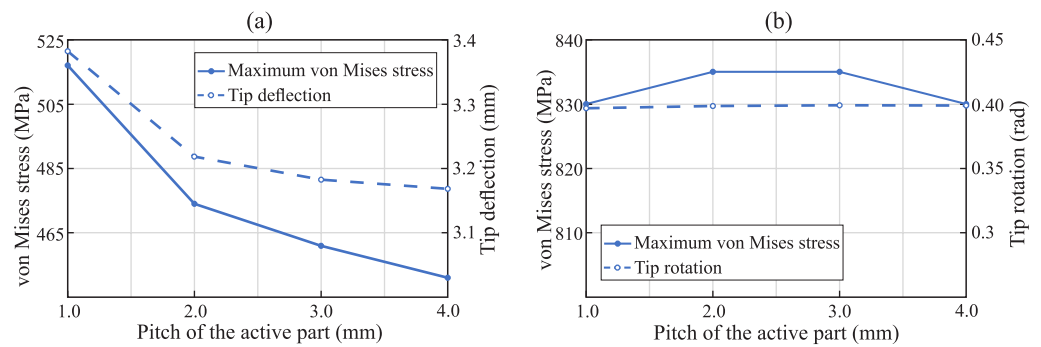 (a)
525
505
485
465
von Mises stress (MPa)
3.4
3.3
3.2
3.1
Tip deflection (mm)
Maximum von Mises stress
Tip deflection
1.0 2.0 3.0 4.0
Pitch of the active part (mm)
(b)
840
830
820
810
von Mises stress (MPa)
0.45
0.40
0.35
0.3
Tip rotation (rad)
Maximum von Mises stress
Tip rotation
1.0 2.0 3.0 4.0
Pitch of the active part (mm)